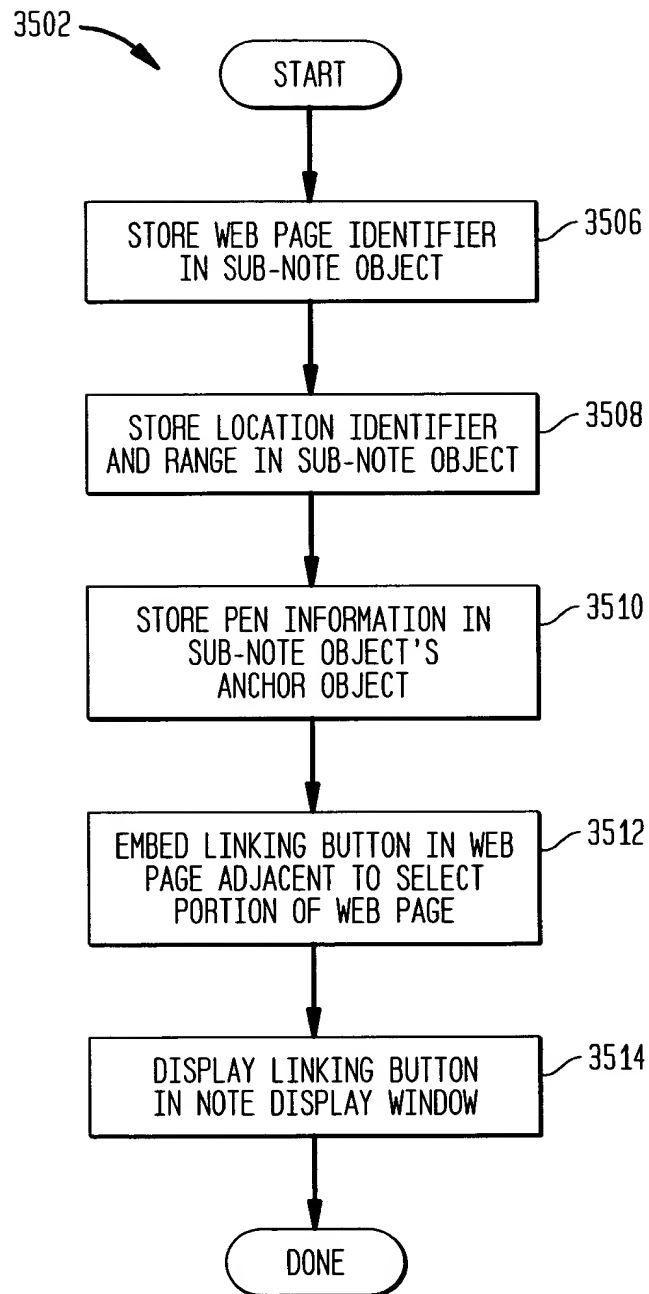 3502
START
STORE WEB PAGE IDENTIFIER
IN SUB-NOTE OBJECT
3506
STORE LOCATION IDENTIFIER
AND RANGE IN SUB-NOTE OBJECT
3508
STORE PEN INFORMATION IN
SUB-NOTE OBJECT'S
ANCHOR OBJECT
3510
EMBED LINKING BUTTON IN WEB
PAGE ADJACENT TO SELECT
PORTION OF WEB PAGE
3512
DISPLAY LINKING BUTTON
IN NOTE DISPLAY WINDOW
3514
DONE